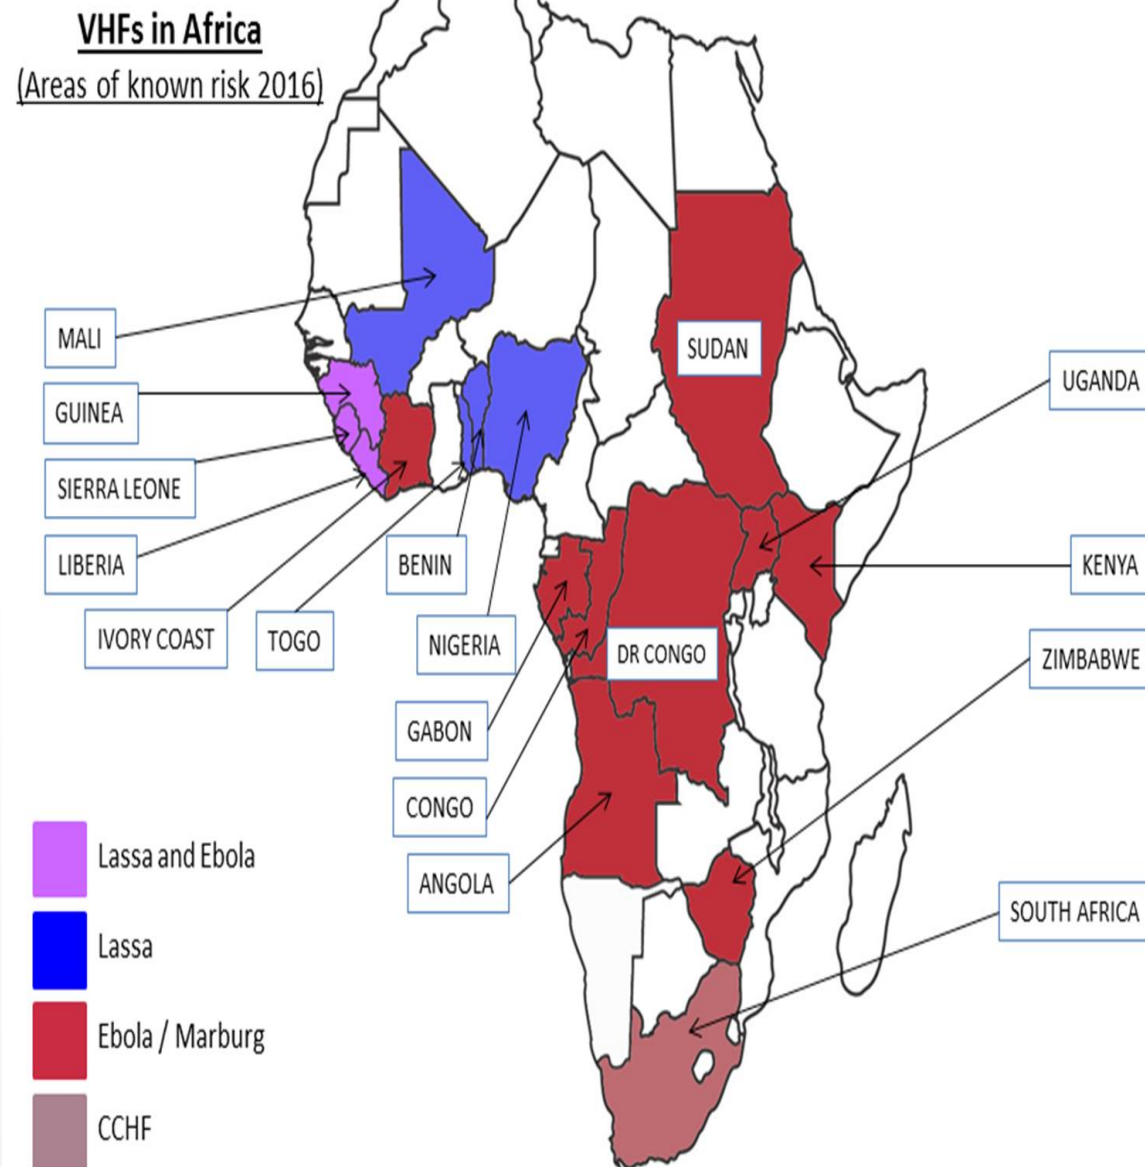 VHFs in Africa
(Areas of known risk 2016)
MALI
GUINEA
SIERRA LEONE
LIBERIA
IVORY COAST
TOGO
BENIN
NIGERIA
GABON
CONGO
ANGOLA
SUDAN
DR CONGO
UGANDA
KENYA
ZIMBABWE
SOUTH AFRICA
Lassa and Ebola
Lassa
Ebola / Marburg
CCHF